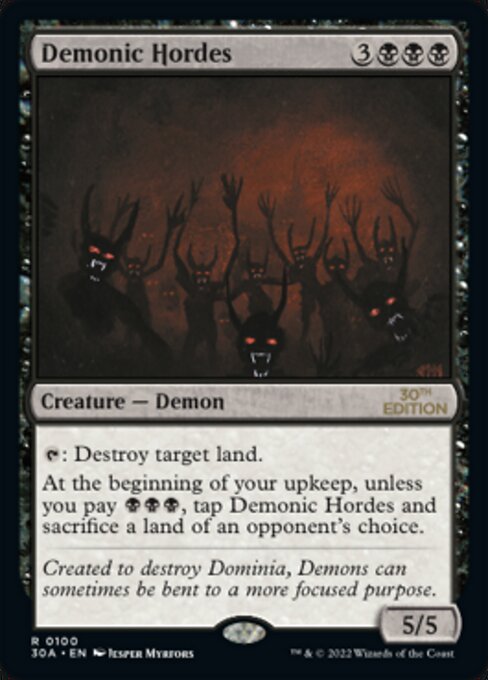 Demonic Hordes 3
Creature — Demon
30TH
EDITION
: Destroy target land.
At the beginning of your upkeep, unless
you pay , tap Demonic Hordes and
sacrifice a land of an opponent's choice.
Created to destroy Dominia, Demons can
sometimes be bent to a more focused purpose.
5/5
R 0100
30A • EN Jesper Myrfors
™ & © 2022 Wizards of the Coast